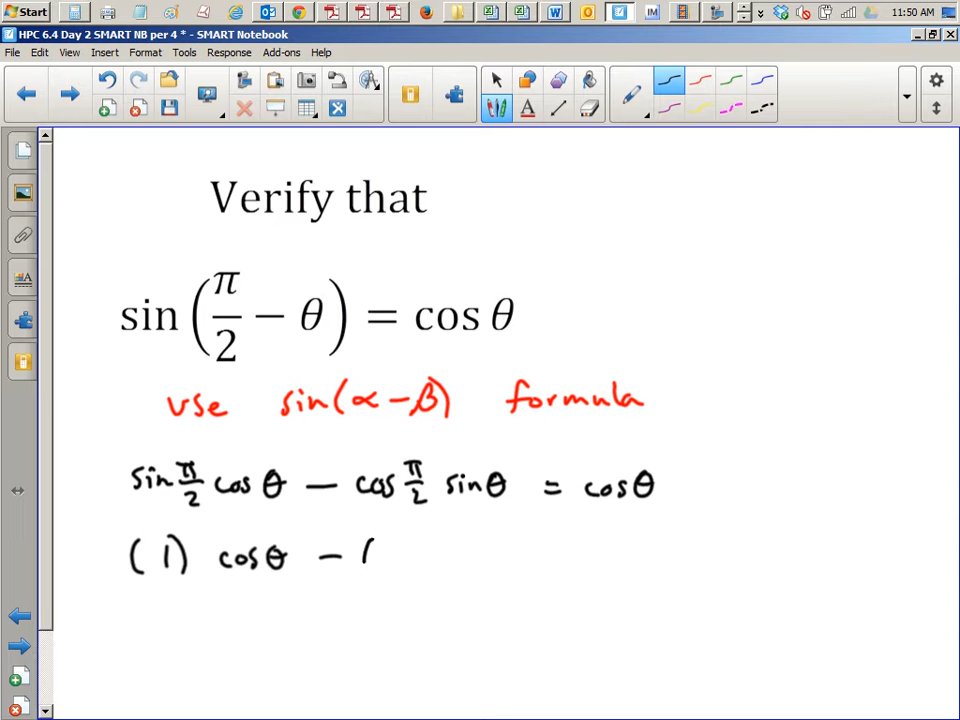 Start
11:50 AM
HPC 6.4 Day 2 SMART NB per 4 * - SMART Notebook
File Edit View Insert Format Tools Response Add-ons Help
Verify that
sin(π/2 − θ) = cos θ
use sin(α − β) formula
sin π/2 cos θ − cos π/2 sin θ = cos θ
(1) cos θ − (